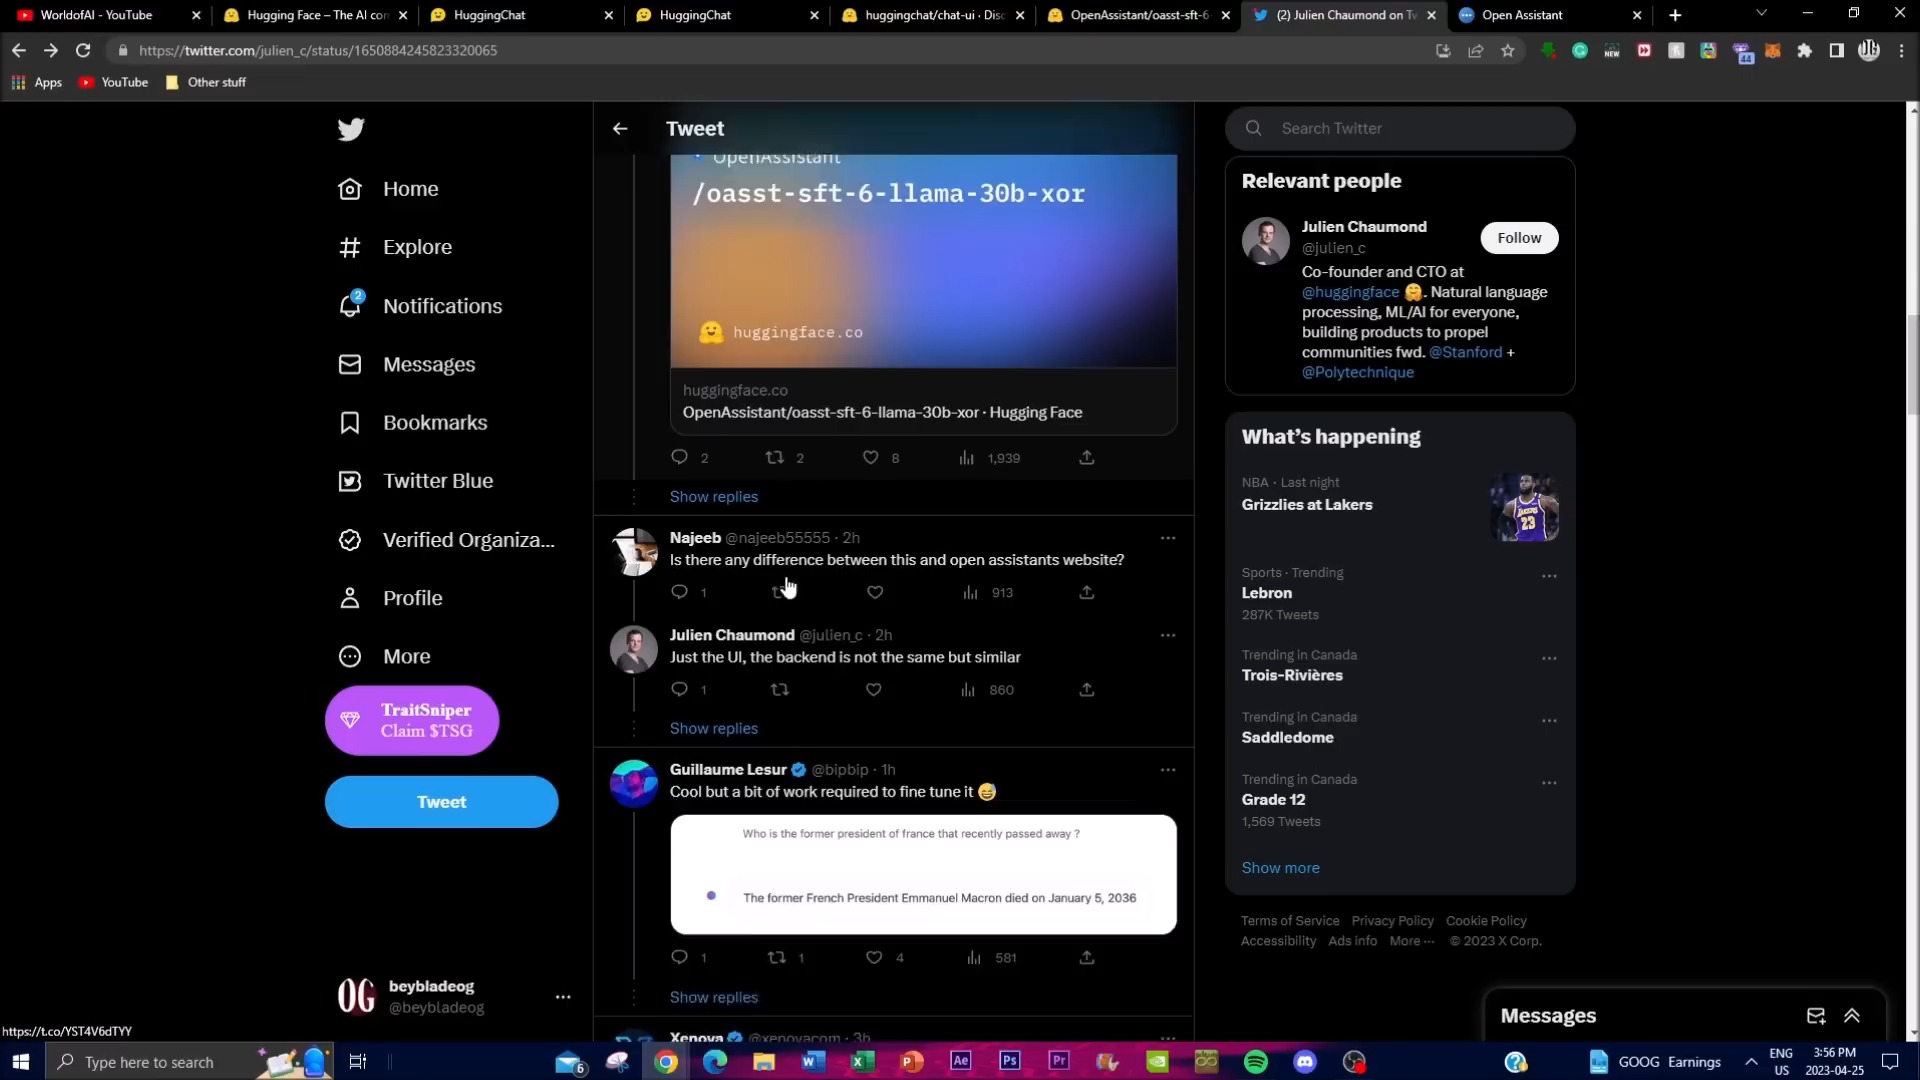 WorldofAI - YouTube
Hugging Face – The AI con
HuggingChat
HuggingChat
huggingchat/chat-ui · Disc
OpenAssistant/oasst-sft-6-
(2) Julien Chaumond on Tw
Open Assistant
https://twitter.com/julien_c/status/1650884245823320065
NEW
44
Apps
YouTube
Other stuff
Home
Explore
2
Notifications
Messages
Bookmarks
Twitter Blue
Verified Organiza...
Profile
More
TraitSniper
Claim $TSG
Tweet
OG
beybladeog
@beybladeog
https://t.co/YST4V6dTYY
Tweet
OpenAssistant
/oasst-sft-6-llama-30b-xor
huggingface.co
huggingface.co
OpenAssistant/oasst-sft-6-llama-30b-xor · Hugging Face
2 2 8 1,939
Show replies
Najeeb @najeeb55555 · 2h
Is there any difference between this and open assistants website?
1 913
Julien Chaumond @julien_c · 2h
Just the UI, the backend is not the same but similar
1 860
Show replies
Guillaume Lesur @bipbip · 1h
Cool but a bit of work required to fine tune it 😅
Who is the former president of france that recently passed away ?
The former French President Emmanuel Macron died on January 5, 2036
1 1 4 581
Show replies
Xenova @xenovacom · 3h
Search Twitter
Relevant people
Julien Chaumond
@julien_c
Follow
Co-founder and CTO at
@huggingface 🤗. Natural language
processing, ML/AI for everyone,
building products to propel
communities fwd. @Stanford +
@Polytechnique
What's happening
NBA · Last night
Grizzlies at Lakers
Sports · Trending
Lebron
287K Tweets
Trending in Canada
Trois-Rivières
Trending in Canada
Saddledome
Trending in Canada
Grade 12
1,569 Tweets
Show more
Terms of Service Privacy Policy Cookie Policy
Accessibility Ads info More ··· © 2023 X Corp.
Messages
Type here to search
6
Ae
Ps
Pr
GOOG Earnings
ENG
US
3:56 PM
2023-04-25